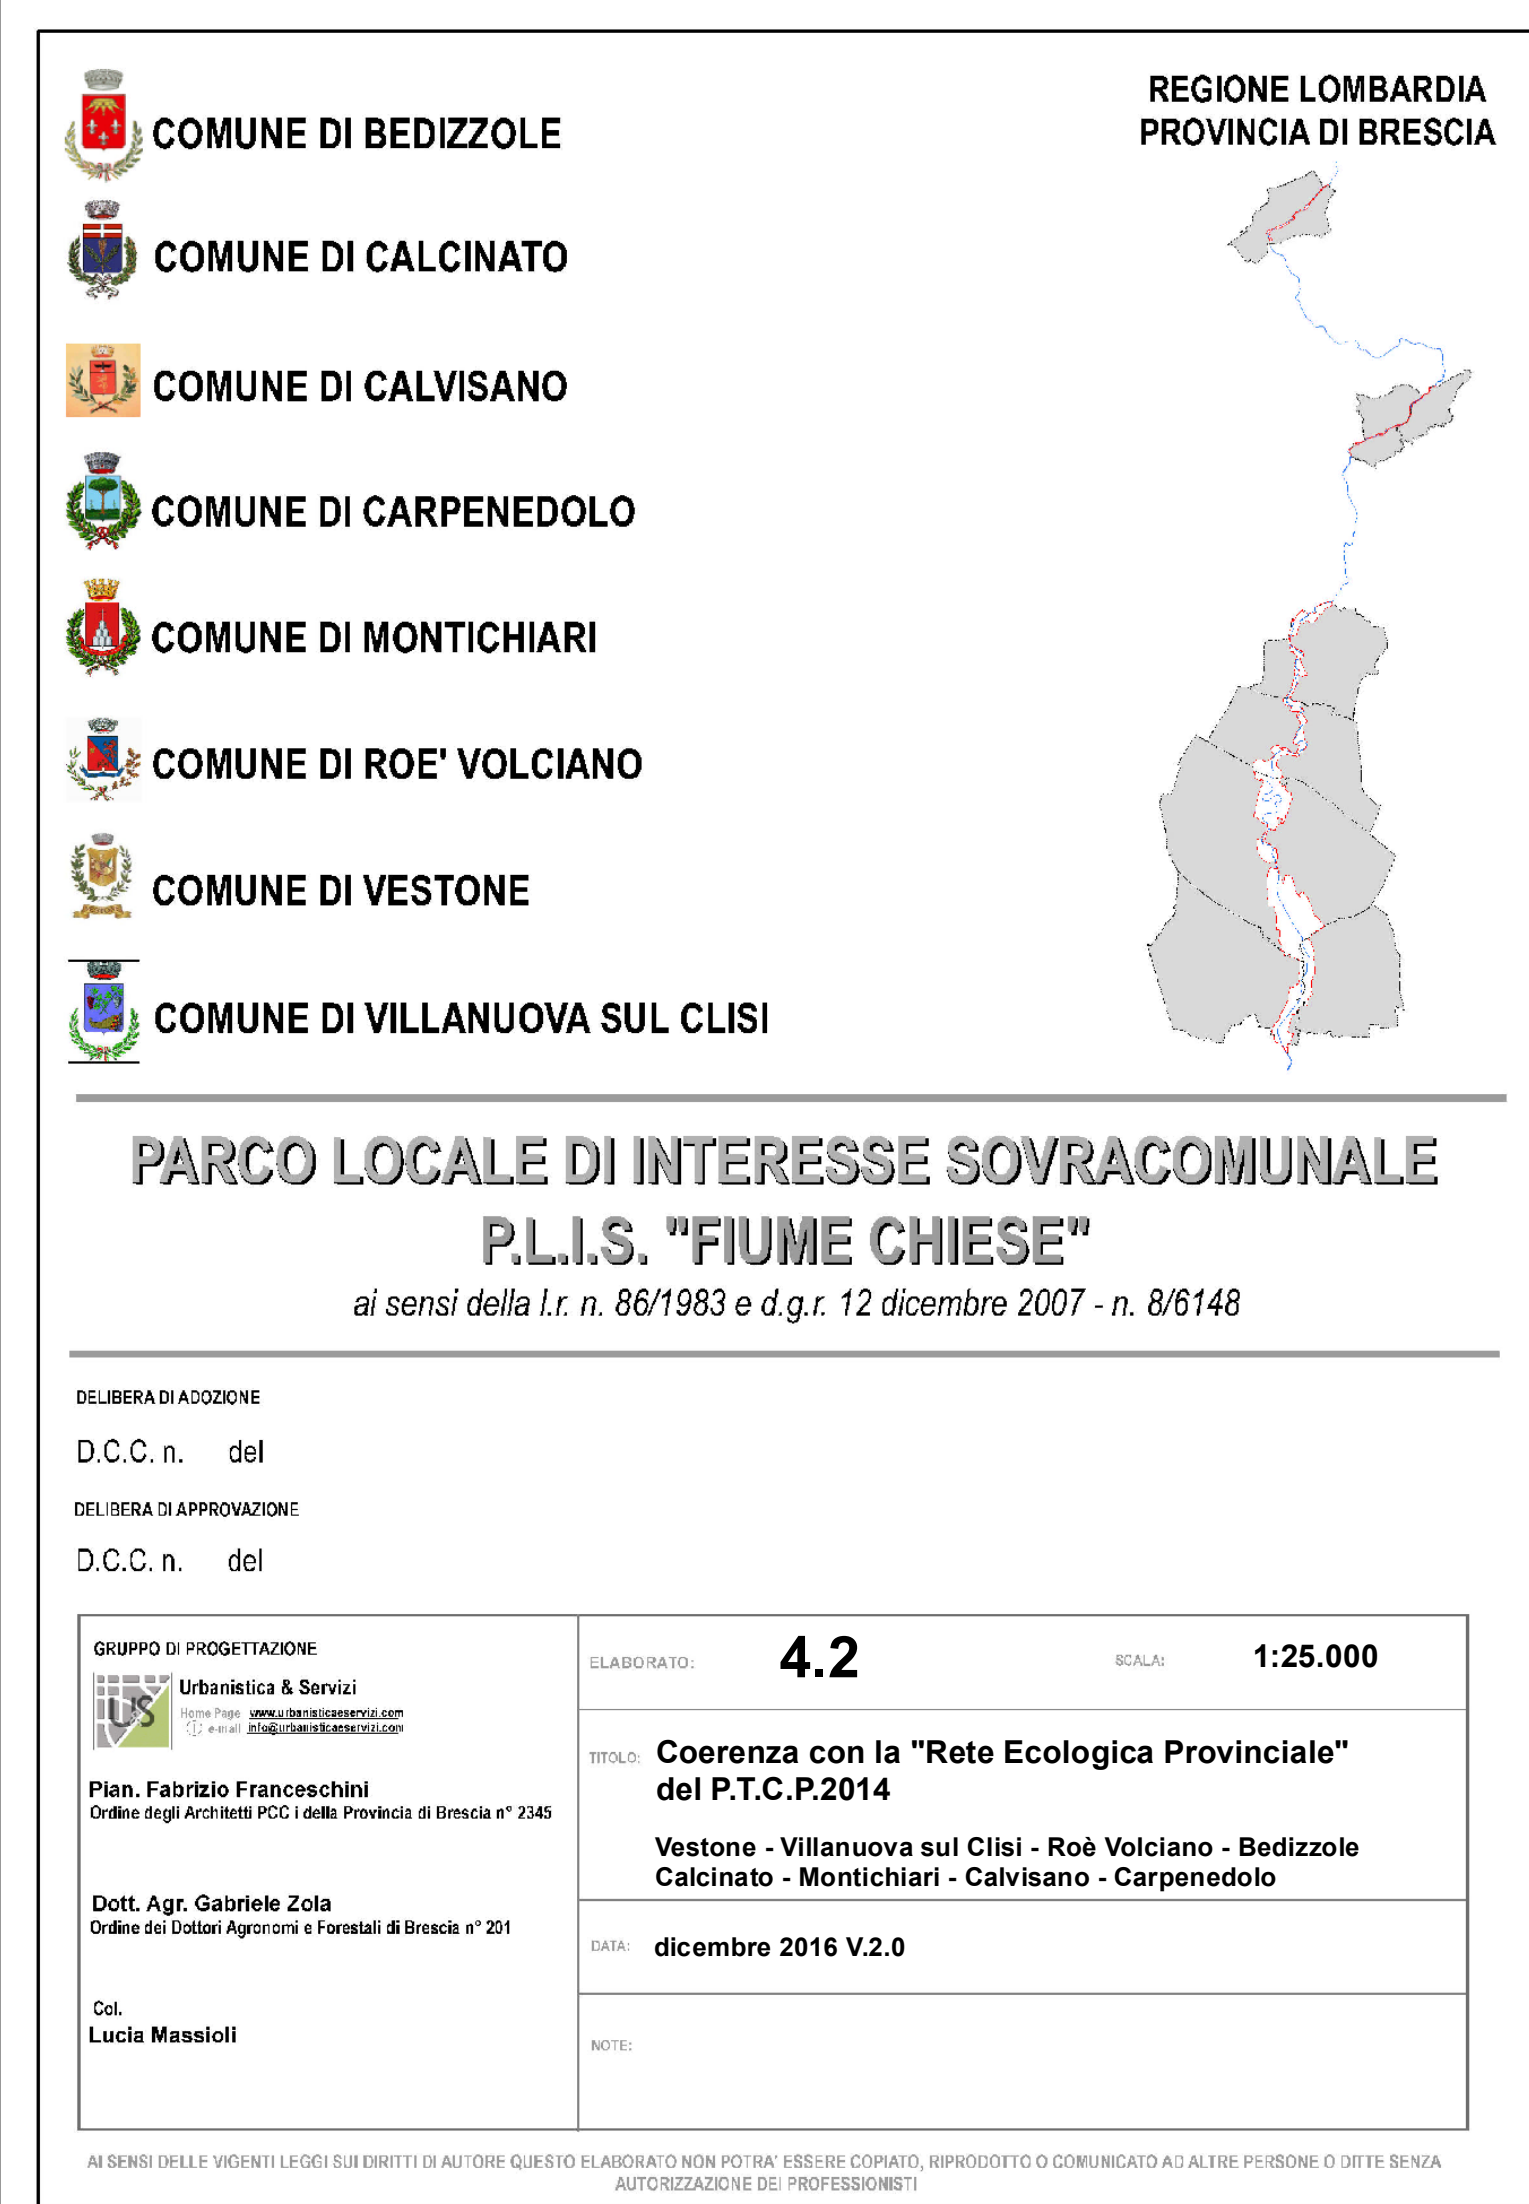 COMUNE DI BEDIZZOLE
COMUNE DI CALCINATO
COMUNE DI CALVISANO
COMUNE DI CARPENEDOLO
COMUNE DI MONTICHIARI
COMUNE DI ROE' VOLCIANO
COMUNE DI VESTONE
COMUNE DI VILLANUOVA SUL CLISI
REGIONE LOMBARDIA
PROVINCIA DI BRESCIA
PARCO LOCALE DI INTERESSE SOVRACOMUNALE
P.L.I.S. "FIUME CHIESE"
ai sensi della l.r. n. 86/1983 e d.g.r. 12 dicembre 2007 - n. 8/6148
DELIBERA DI ADOZIONE
D.C.C. n. del
DELIBERA DI APPROVAZIONE
D.C.C. n. del
GRUPPO DI PROGETTAZIONE
U&S
Urbanistica & Servizi
Home Page www.urbanisticaeservizi.com
e-mail info@urbanisticaeservizi.com
Pian. Fabrizio Franceschini
Ordine degli Architetti PCC i della Provincia di Brescia n° 2345
Dott. Agr. Gabriele Zola
Ordine dei Dottori Agronomi e Forestali di Brescia n° 201
Col.
Lucia Massioli
ELABORATO: 4.2 SCALA: 1:25.000
TITOLO: Coerenza con la "Rete Ecologica Provinciale"
del P.T.C.P.2014
Vestone - Villanuova sul Clisi - Roè Volciano - Bedizzole
Calcinato - Montichiari - Calvisano - Carpenedolo
DATA: dicembre 2016 V.2.0
NOTE:
AI SENSI DELLE VIGENTI LEGGI SUI DIRITTI DI AUTORE QUESTO ELABORATO NON POTRA' ESSERE COPIATO, RIPRODOTTO O COMUNICATO AD ALTRE PERSONE O DITTE SENZA
AUTORIZZAZIONE DEI PROFESSIONISTI